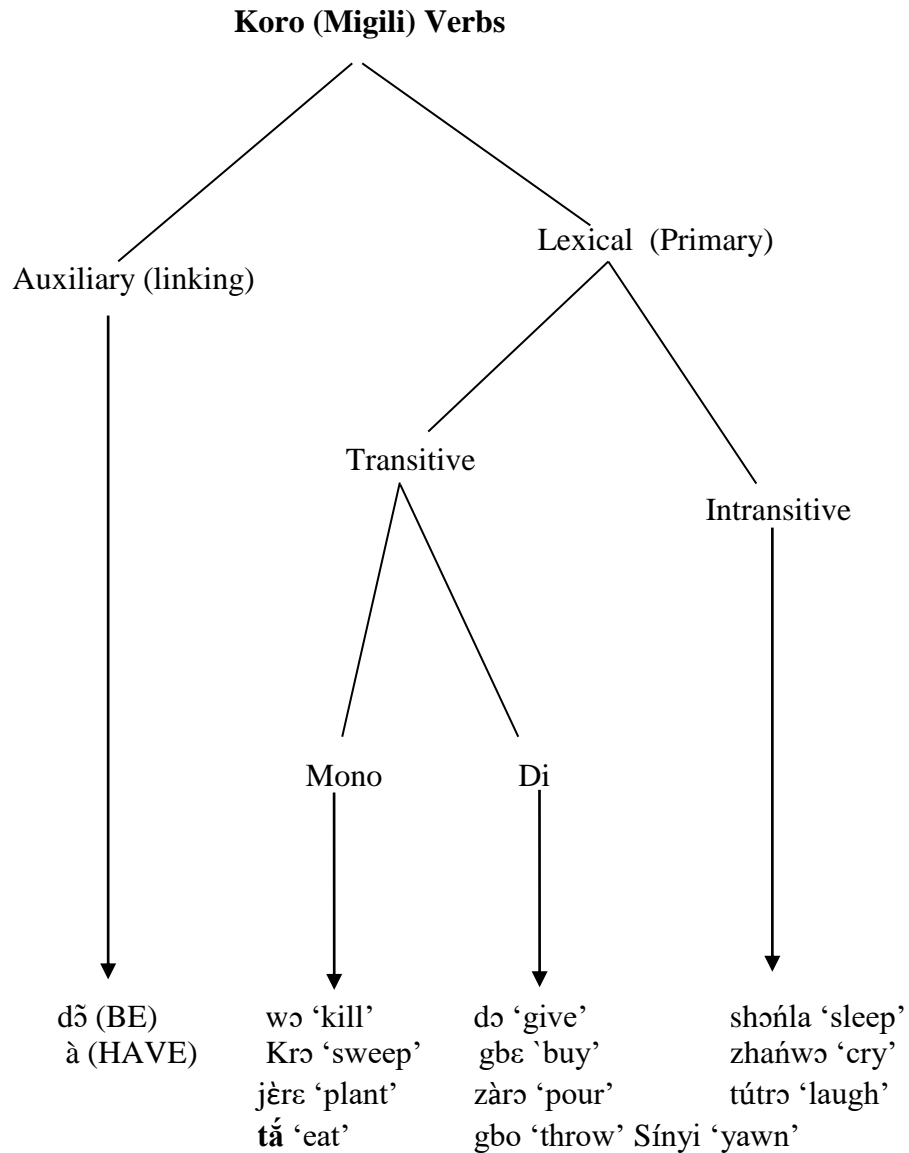 Koro (Migili) Verbs
Lexical (Primary)
Auxiliary (linking)
Transitive
Intransitive
Mono Di
dɔ̃ (BE) wɔ ‘kill’ dɔ ‘give’ shɔńla ‘sleep’
à (HAVE) Krɔ ‘sweep’ gbɛ `buy’ zhańwɔ ‘cry’
jɛ̀rɛ ‘plant’ zàrɔ ‘pour’ tútrɔ ‘laugh’
tã́ ‘eat’ gbo ‘throw’ Sínyi ‘yawn’